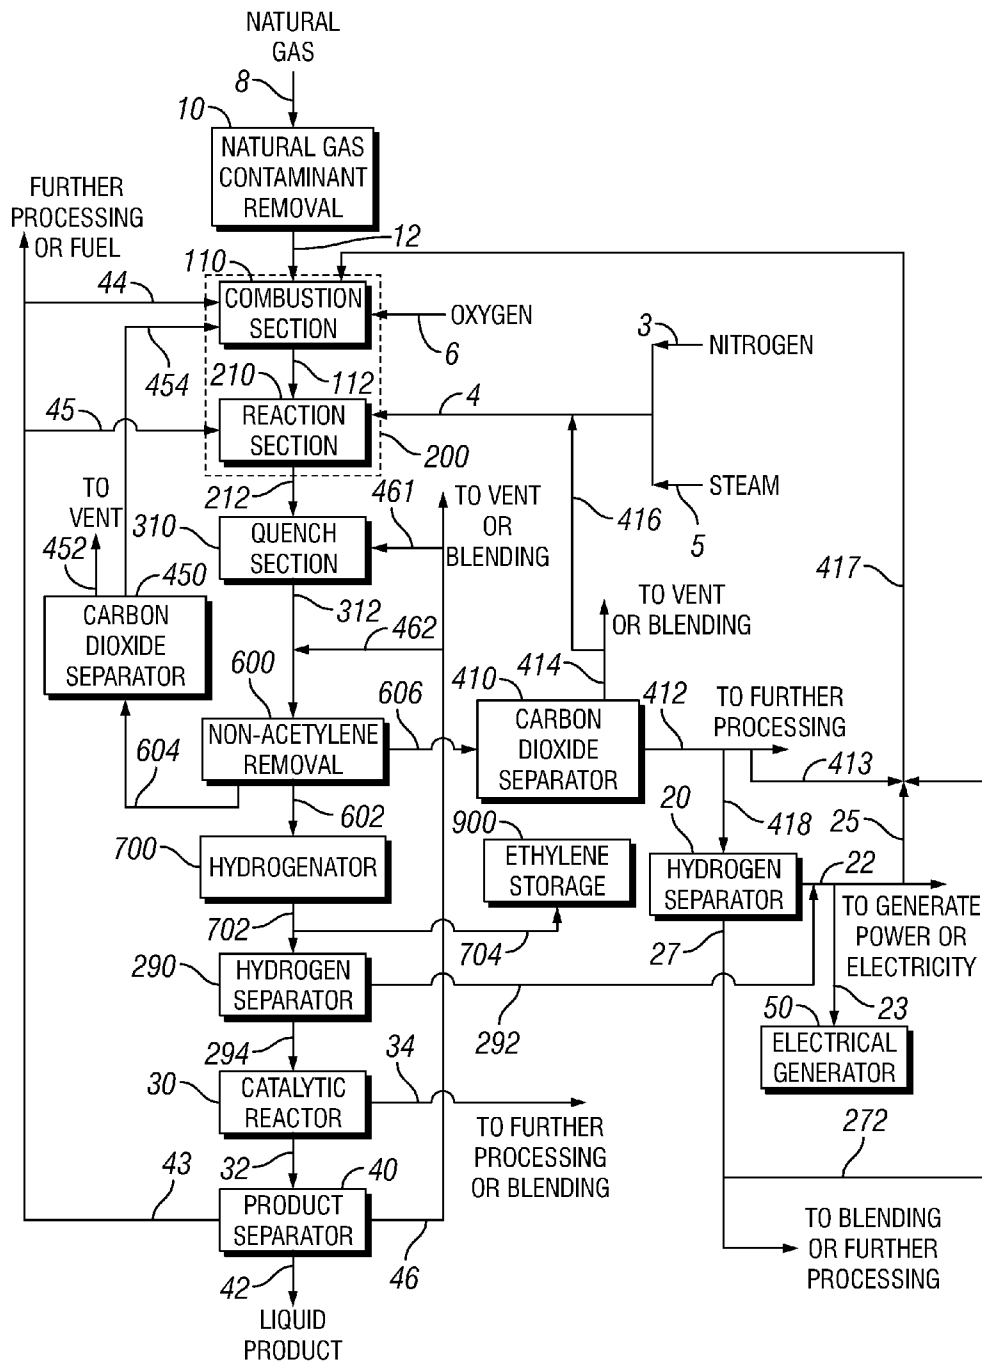 NATURAL
GAS
8
10
NATURAL GAS
CONTAMINANT
REMOVAL
FURTHER
PROCESSING
OR FUEL
12
110
44
COMBUSTION
SECTION
OXYGEN
6
3
NITROGEN
454
210
112
45
REACTION
SECTION
4
200
212
TO
VENT
452
310
QUENCH
SECTION
461
TO VENT
OR
BLENDING
416
STEAM
5
417
450
CARBON
DIOXIDE
SEPARATOR
312
462
TO VENT
OR BLENDING
414
600
606
410
412
NON-ACETYLENE
REMOVAL
CARBON
DIOXIDE
SEPARATOR
TO FURTHER
PROCESSING
413
604
602
20
418
25
700
HYDROGENATOR
900
ETHYLENE
STORAGE
HYDROGEN
SEPARATOR
22
TO GENERATE
POWER OR
ELECTRICITY
702
704
27
290
HYDROGEN
SEPARATOR
292
23
50
ELECTRICAL
GENERATOR
294
34
30
CATALYTIC
REACTOR
TO FURTHER
PROCESSING
OR BLENDING
272
32
40
43
PRODUCT
SEPARATOR
46
TO BLENDING
OR FURTHER
PROCESSING
42
LIQUID
PRODUCT